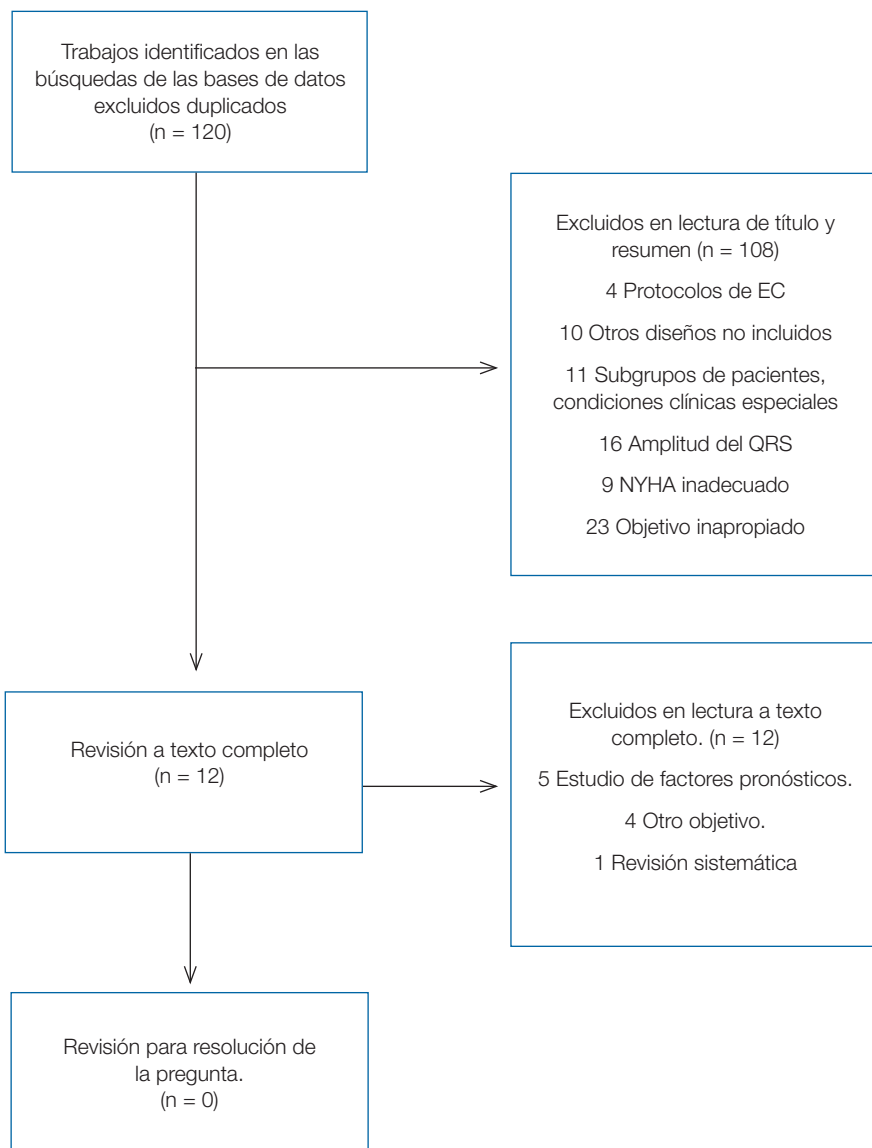 Trabajos identificados en las
búsquedas de las bases de datos
excluidos duplicados
(n = 120)
Excluidos en lectura de título y
resumen (n = 108)
4 Protocolos de EC
10 Otros diseños no incluidos
11 Subgrupos de pacientes,
condiciones clínicas especiales
16 Amplitud del QRS
9 NYHA inadecuado
23 Objetivo inapropiado
Revisión a texto completo
(n = 12)
Excluidos en lectura a texto
completo. (n = 12)
5 Estudio de factores pronósticos.
4 Otro objetivo.
1 Revisión sistemática
Revisión para resolución de
la pregunta.
(n = 0)